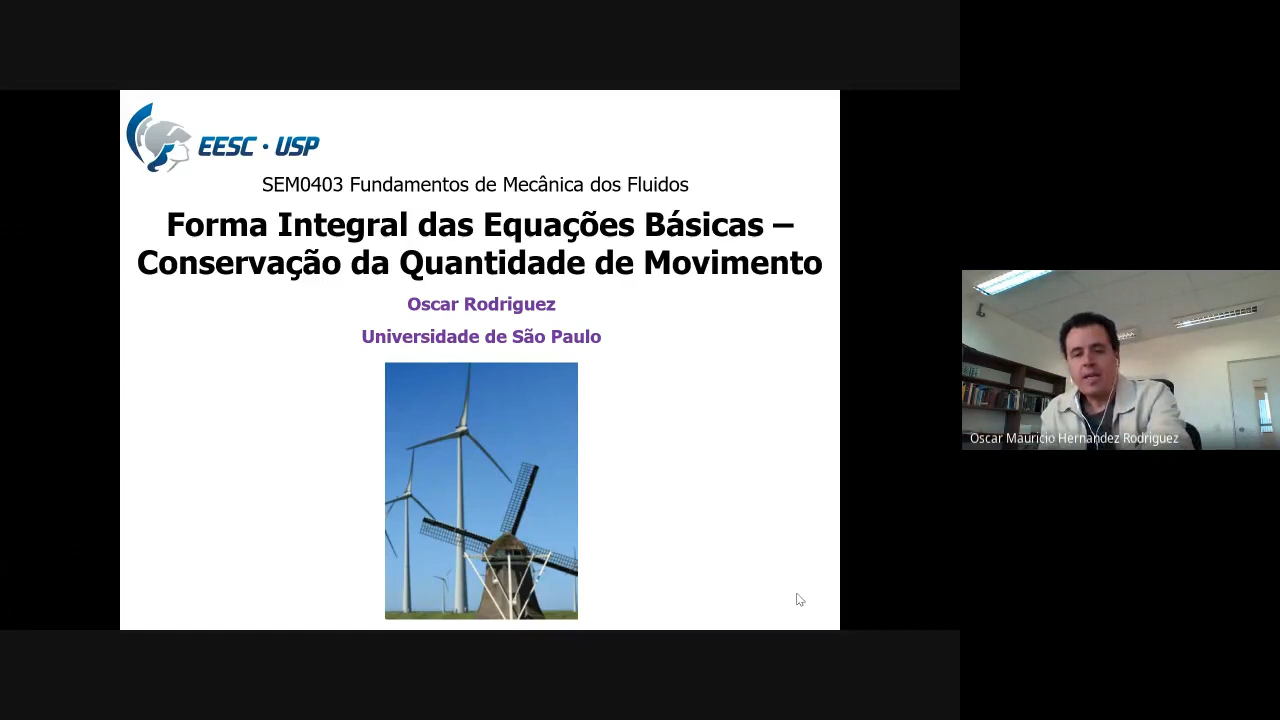 EESC · USP
SEM0403 Fundamentos de Mecânica dos Fluidos
Forma Integral das Equações Básicas –
Conservação da Quantidade de Movimento
Oscar Rodriguez
Universidade de São Paulo
Oscar Mauricio Hernandez Rodriguez